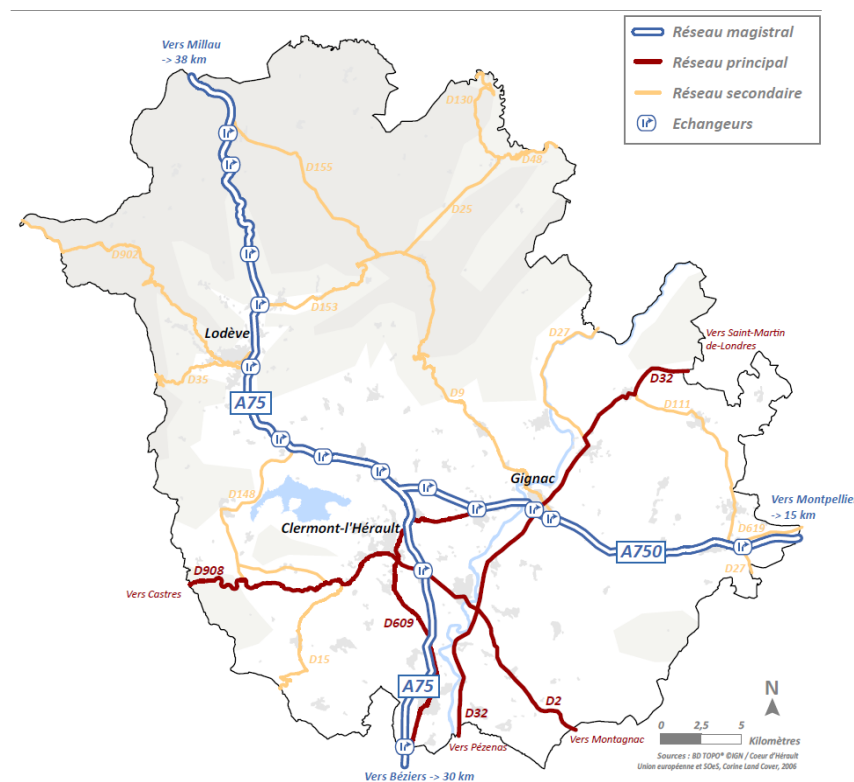 Vers Millau
-> 38 km
Réseau magistral
Réseau principal
Réseau secondaire
Echangeurs
D130
D48
D155
D25
D902
D153
Lodève
D27
Vers Saint-Martin
de-Londres
D35
D32
A75
D9
D111
Gignac
D148
Clermont-l'Hérault
Vers Montpellie
-> 15 km
D619
A750
D27
D908
Vers Castres
D609
D15
A75
D32
D2
N
0 2,5 5
Kilomètres
Vers Pézenas
Vers Montagnac
Sources : BD TOPO® ©IGN / Coeur d'Hérault
Union européenne et SOeS, Corine Land Cover, 2006
Vers Béziers -> 30 km